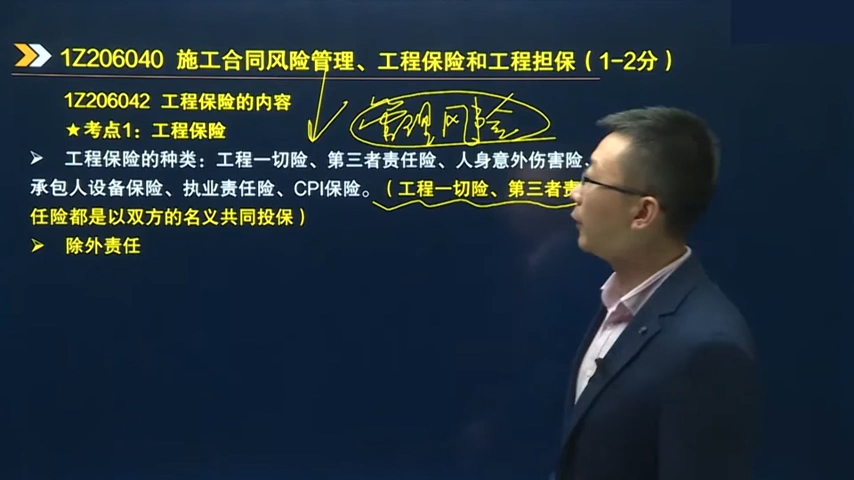 1Z206040 施工合同风险管理、工程保险和工程担保（1-2分）
1Z206042 工程保险的内容
★考点1：工程保险
管理风险
工程保险的种类：工程一切险、第三者责任险、人身意外伤害险、
承包人设备保险、执业责任险、CPI保险。（工程一切险、第三者责
任险都是以双方的名义共同投保）
除外责任